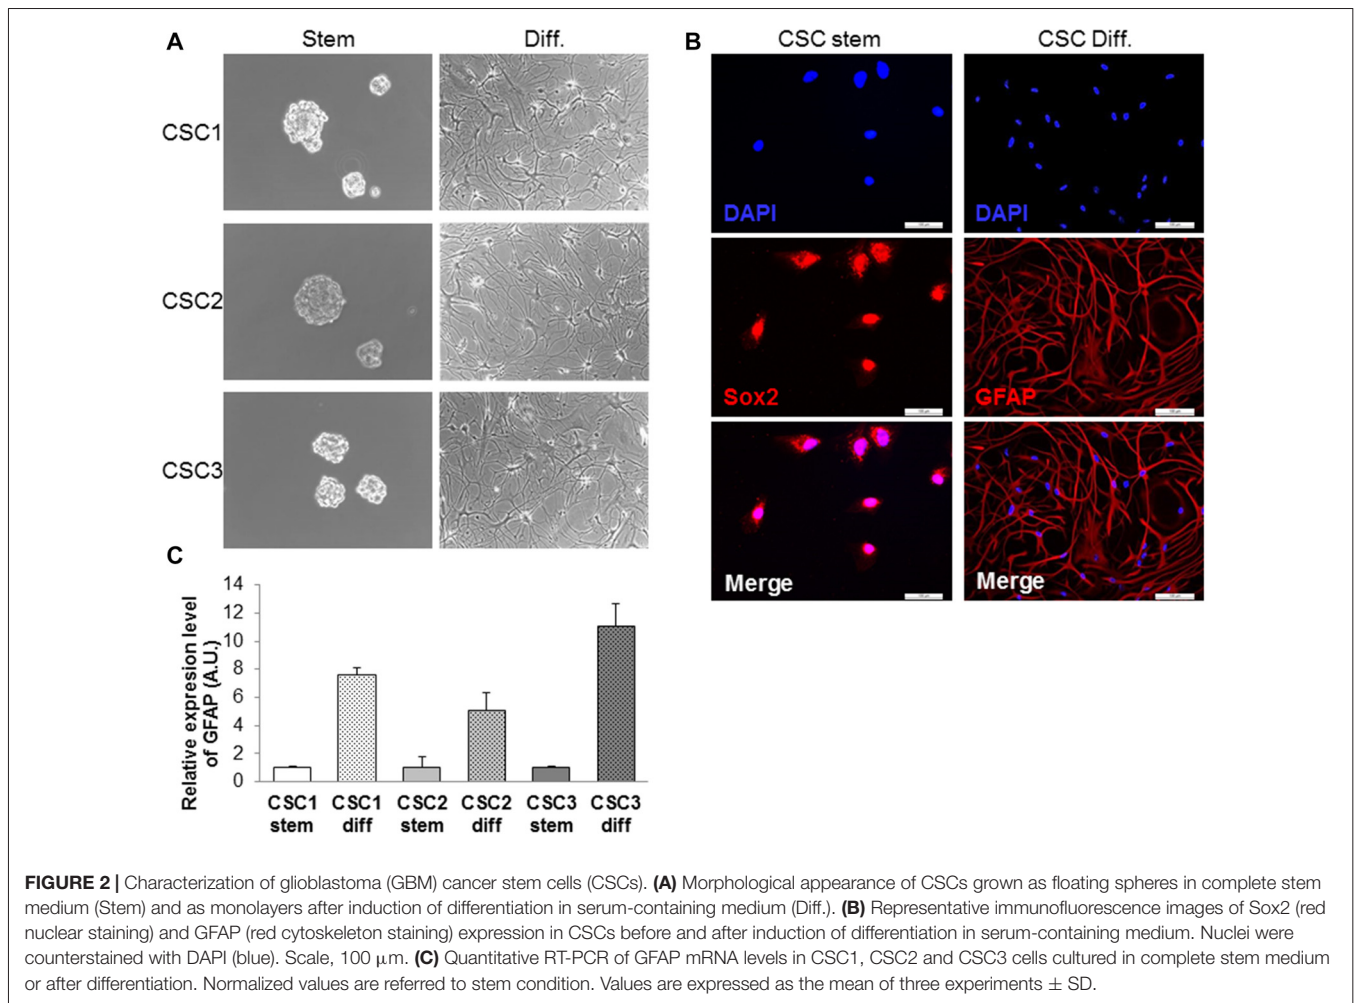 A
Stem
Diff.
CSC1
CSC2
CSC3
B
CSC stem
CSC Diff.
DAPI
DAPI
Sox2
GFAP
Merge
Merge
C
Relative expresion level
of GFAP (A.U.)
14
12
10
8
6
4
2
0
CSC1 CSC1 CSC2 CSC2 CSC3 CSC3
stem diff stem diff stem diff
FIGURE 2 | Characterization of glioblastoma (GBM) cancer stem cells (CSCs). (A) Morphological appearance of CSCs grown as floating spheres in complete stem
medium (Stem) and as monolayers after induction of differentiation in serum-containing medium (Diff.). (B) Representative immunofluorescence images of Sox2 (red
nuclear staining) and GFAP (red cytoskeleton staining) expression in CSCs before and after induction of differentiation in serum-containing medium. Nuclei were
counterstained with DAPI (blue). Scale, 100 μm. (C) Quantitative RT-PCR of GFAP mRNA levels in CSC1, CSC2 and CSC3 cells cultured in complete stem medium
or after differentiation. Normalized values are referred to stem condition. Values are expressed as the mean of three experiments ± SD.